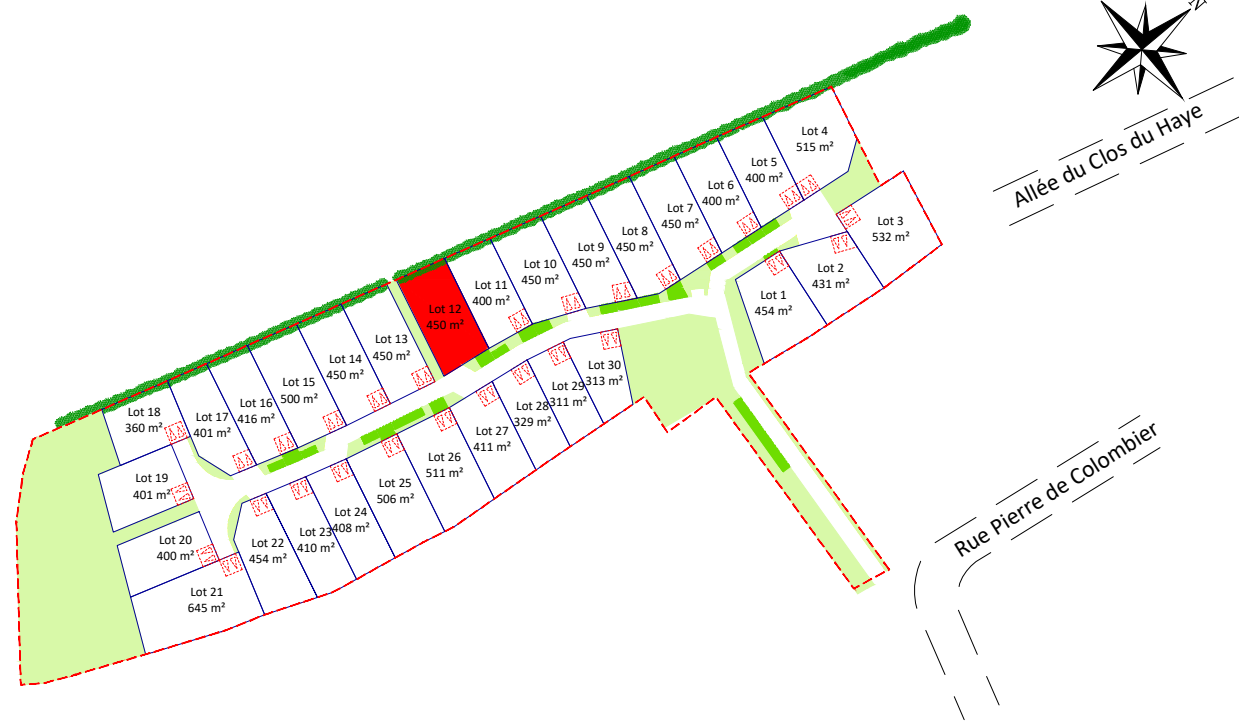 N
Allée du Clos du Haye
Lot 4
515 m²
Lot 5
400 m²
Lot 6
400 m²
Lot 7
450 m²
Lot 8
450 m²
Lot 9
450 m²
Lot 10
450 m²
Lot 11
400 m²
Lot 12
450 m²
Lot 13
450 m²
Lot 14
450 m²
Lot 15
500 m²
Lot 16
416 m²
Lot 17
401 m²
Lot 18
360 m²
Lot 19
401 m²
Lot 20
400 m²
Lot 21
645 m²
Lot 22
454 m²
Lot 23
410 m²
Lot 24
408 m²
Lot 25
506 m²
Lot 26
511 m²
Lot 27
411 m²
Lot 28
329 m²
Lot 29
311 m²
Lot 30
313 m²
Lot 1
454 m²
Lot 2
431 m²
Lot 3
532 m²
Rue Pierre de Colombier